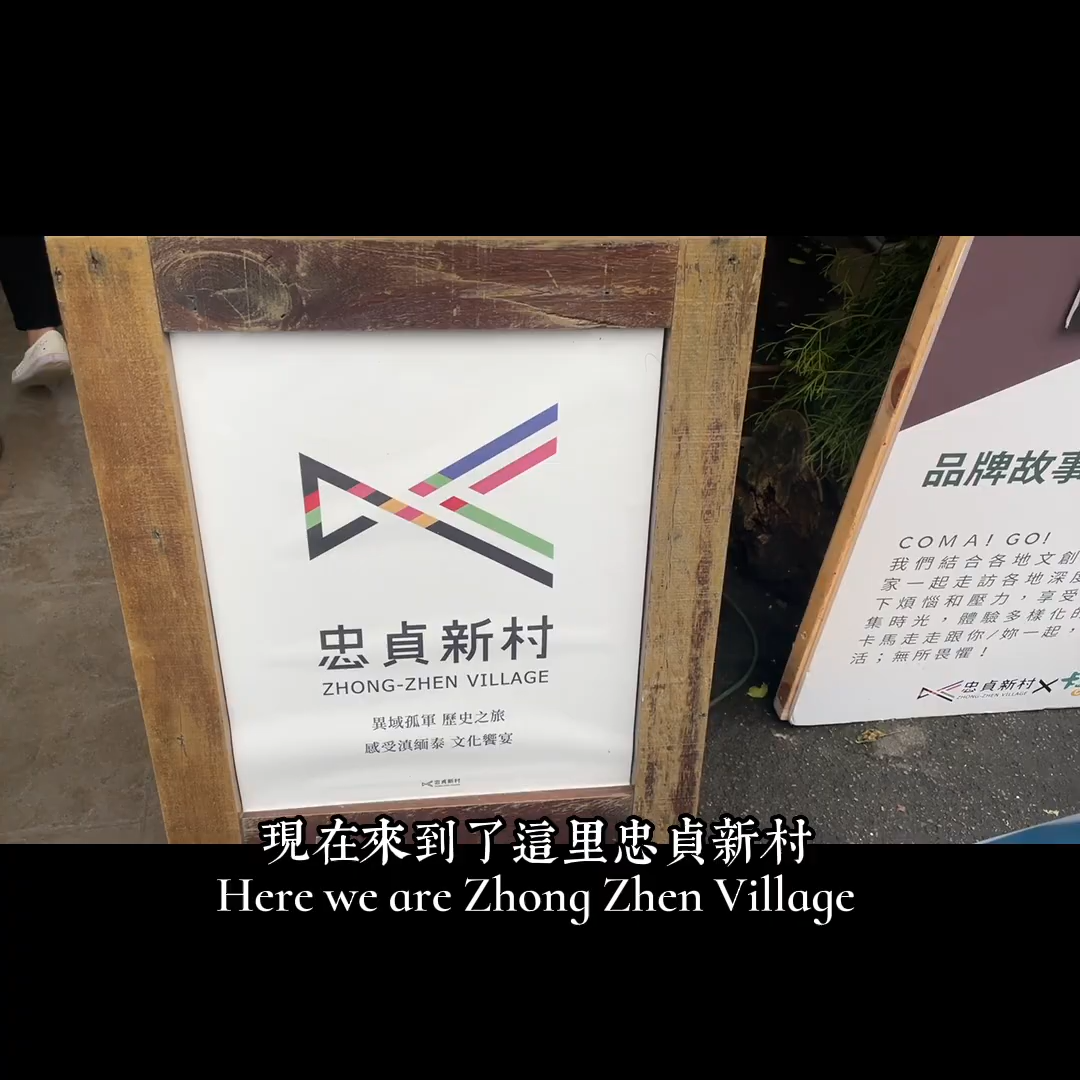 忠貞新村
ZHONG-ZHEN VILLAGE
異域孤軍 歷史之旅
感受滇緬泰 文化饗宴
忠貞新村
品牌故事
COMA! GO!
我們結合各地文創
家一起走訪各地深度
下煩惱和壓力，享受
集時光，體驗多樣化的
卡馬走走跟你/妳一起，
活；無所畏懼！
忠貞新村×
ZHONG-ZHEN VILLAGE
現在來到了這里忠貞新村
Here we are Zhong Zhen Village